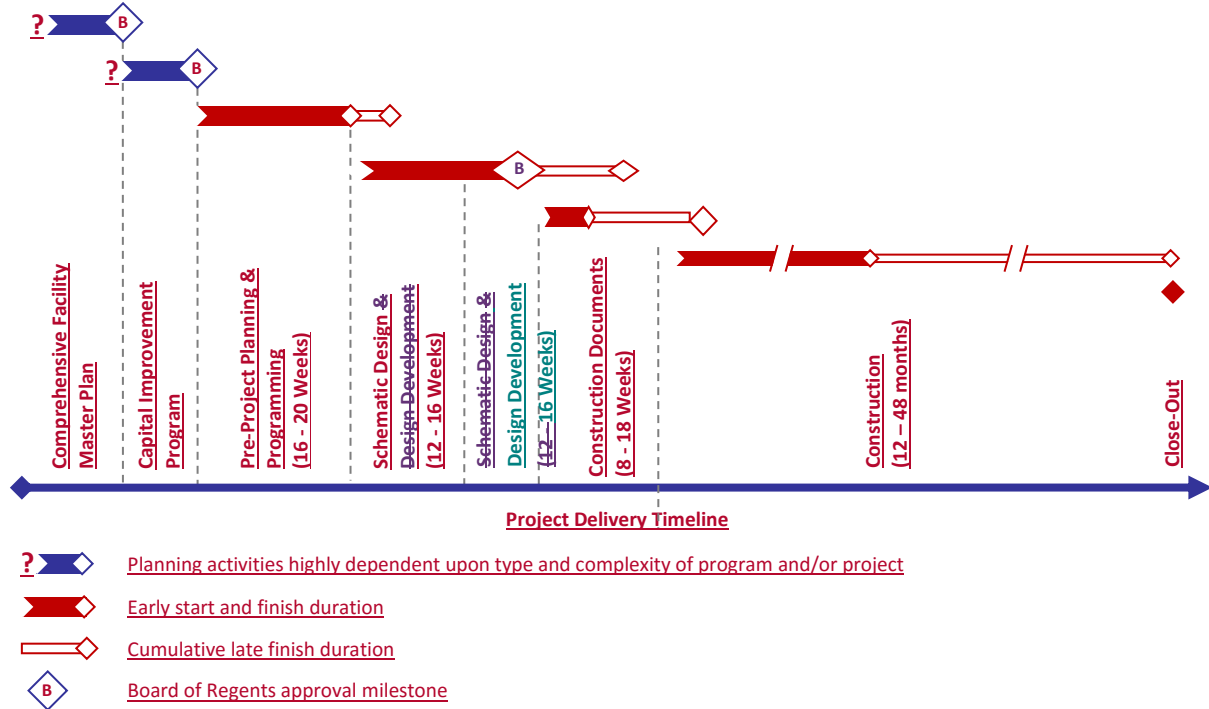 ?
B
?
B
B
Comprehensive Facility
Master Plan
Capital Improvement
Program
Pre-Project Planning &
Programming
(16 - 20 Weeks)
Schematic Design &
Design Development
(12 - 16 Weeks)
Schematic Design &
Design Development
(12 – 16 Weeks)
Construction Documents
(8 - 18 Weeks)
Construction
(12 – 48 months)
Close-Out
Project Delivery Timeline
?
Planning activities highly dependent upon type and complexity of program and/or project
Early start and finish duration
Cumulative late finish duration
B
Board of Regents approval milestone